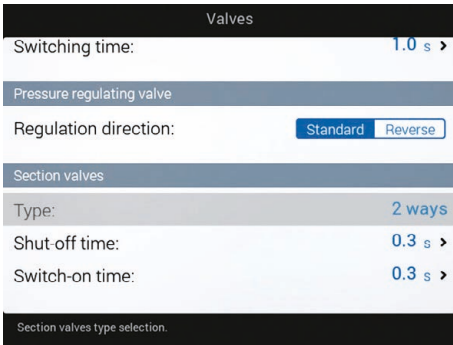 Valves
Switching time: 1.0 s >
Pressure regulating valve
Regulation direction: Standard Reverse
Section valves
Type: 2 ways
Shut-off time: 0.3 s >
Switch-on time: 0.3 s >
Section valves type selection.